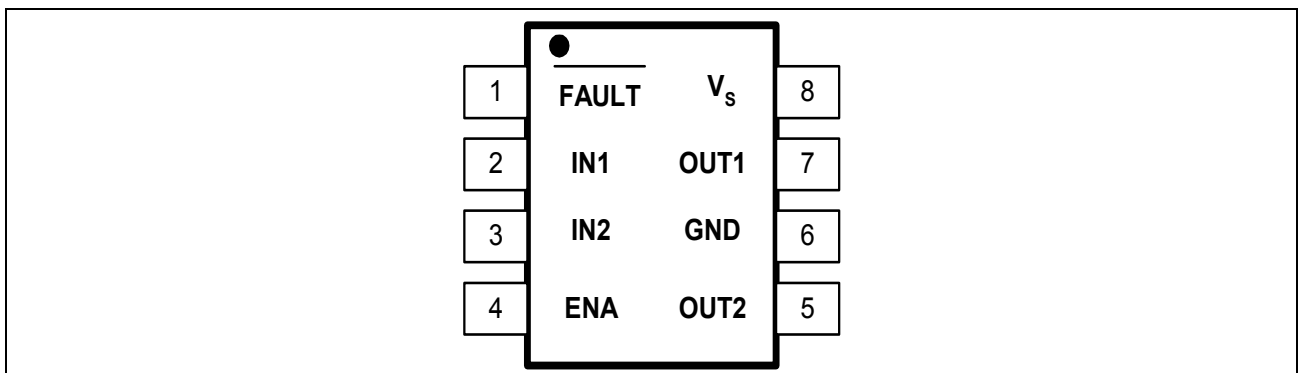 1 FAULT V_S 8
2 IN1 OUT1 7
3 IN2 GND 6
4 ENA OUT2 5